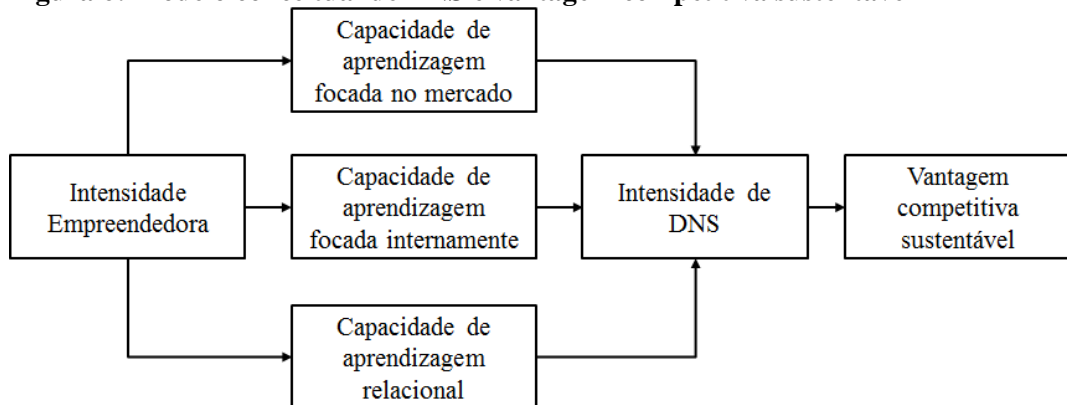 Capacidade de
aprendizagem
focada no mercado
Intensidade
Empreendedora
Capacidade de
aprendizagem
focada internamente
Intensidade de
DNS
Vantagem
competitiva
sustentável
Capacidade de
aprendizagem
relacional